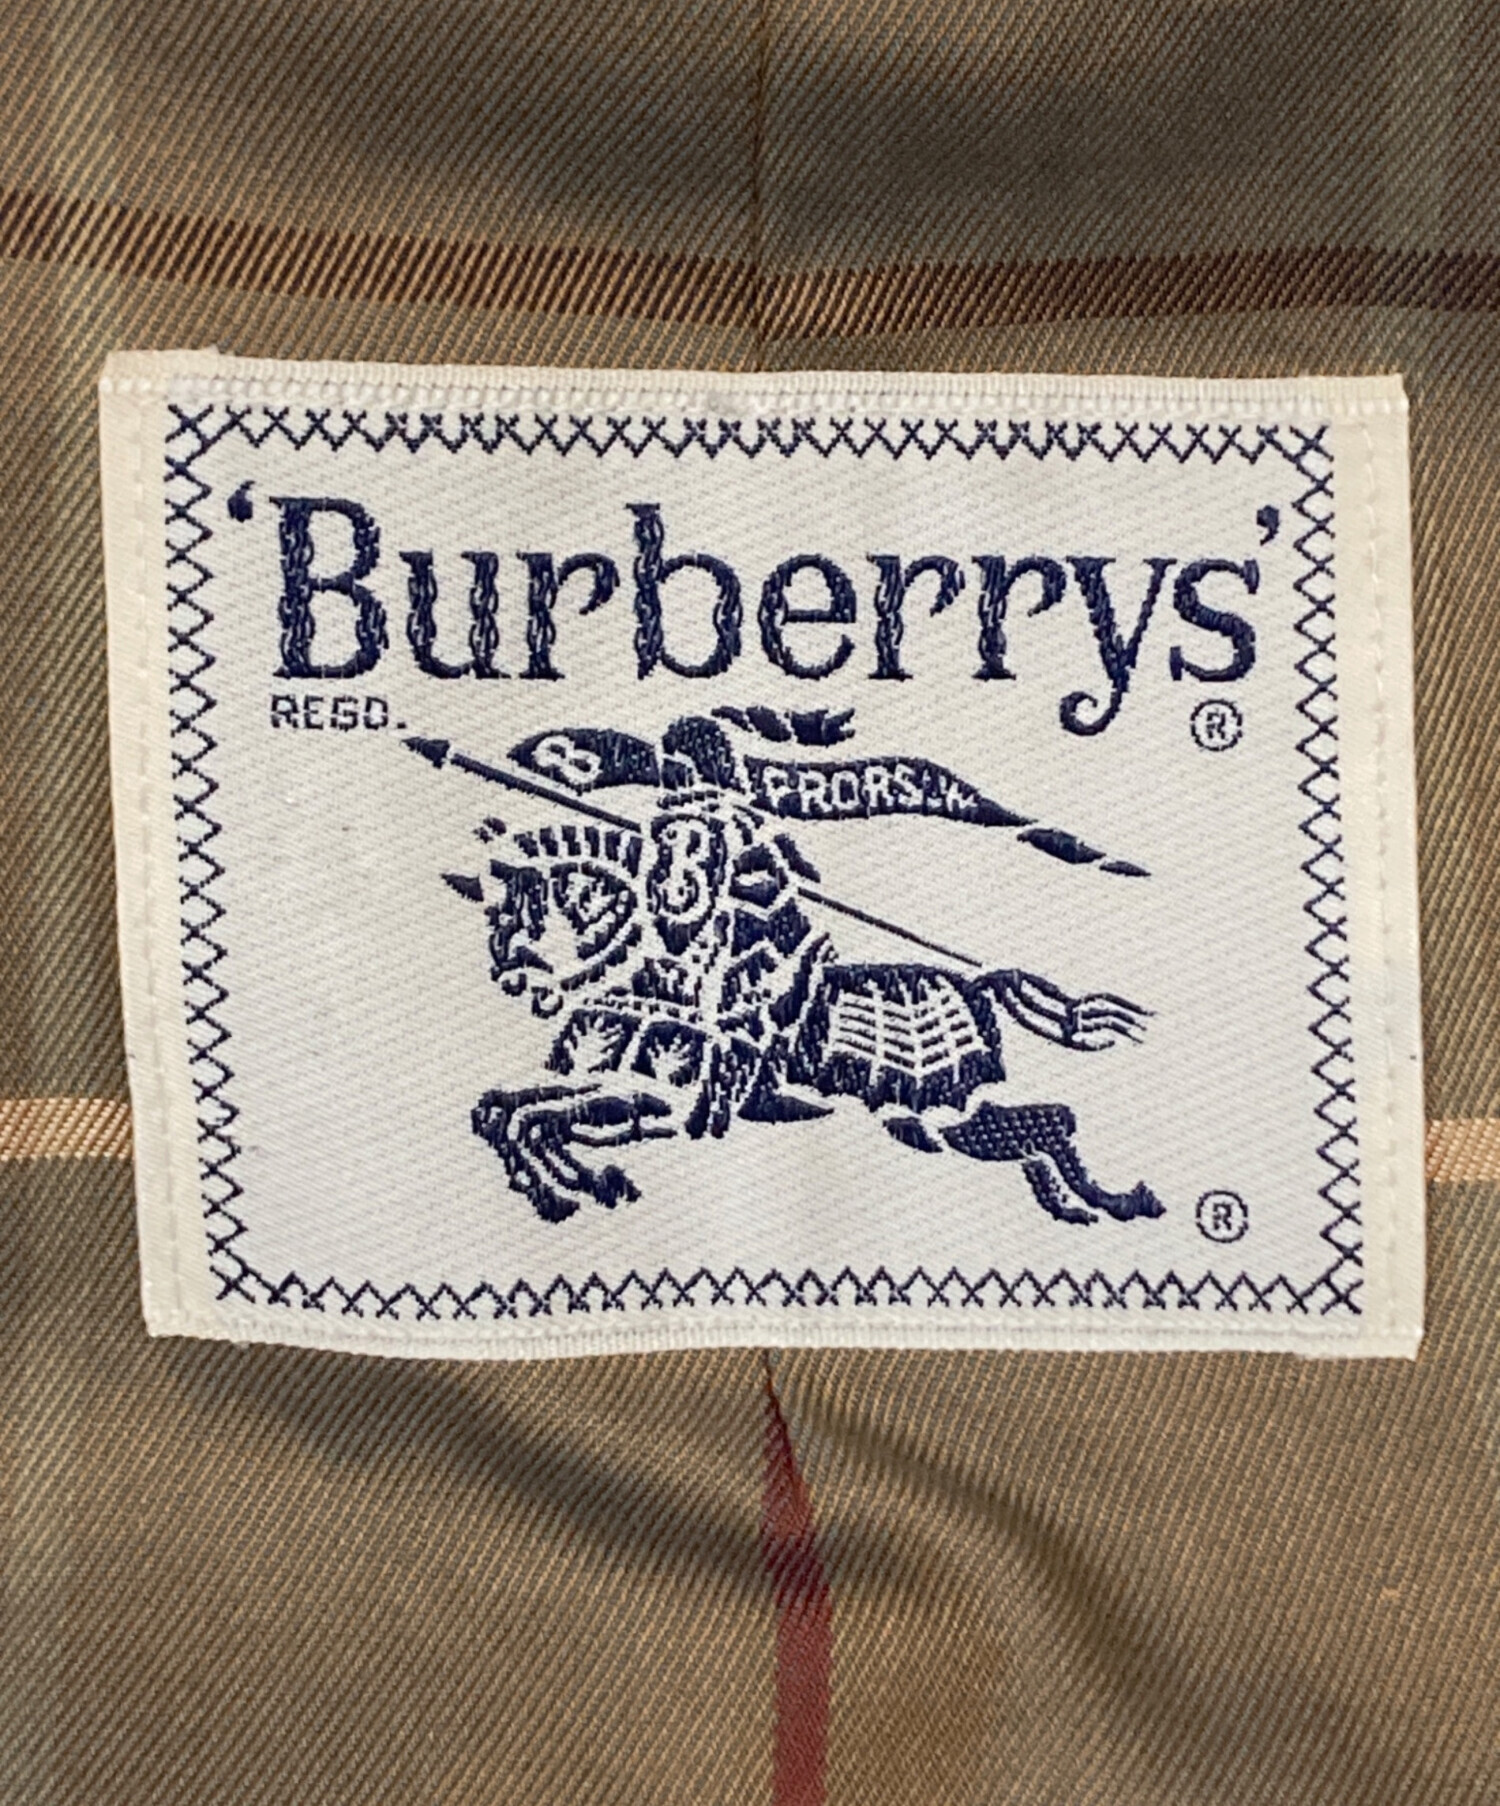 ‘Burberrys’
REGD. ®
B PRORSUM
B
®